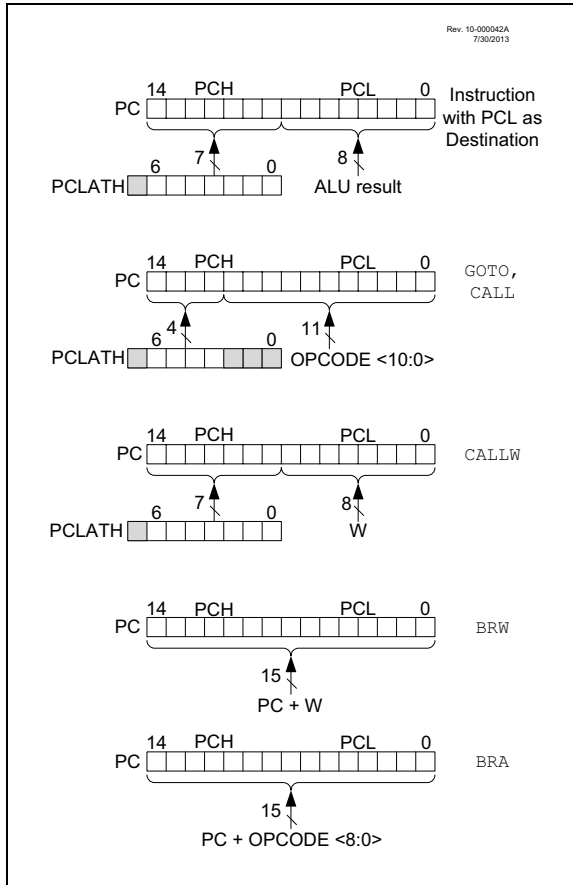 Rev. 10-000042A
7/30/2013
14 PCH PCL 0
PC
Instruction
with PCL as
Destination
6 7 0 8
PCLATH
ALU result
14 PCH PCL 0
PC
GOTO,
CALL
6 4 0 11
PCLATH
OPCODE <10:0>
14 PCH PCL 0
PC
CALLW
6 7 0 8
PCLATH
W
14 PCH PCL 0
PC
BRW
15
PC + W
14 PCH PCL 0
PC
BRA
15
PC + OPCODE <8:0>